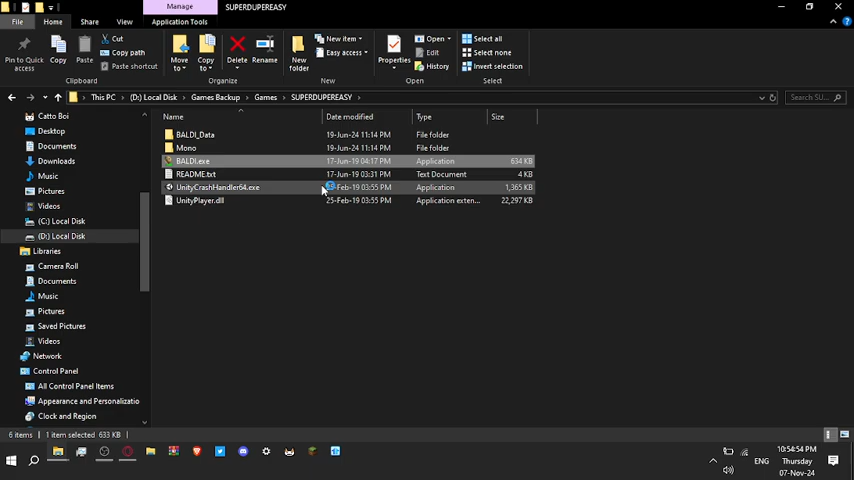 Manage
SUPERDUPEREASY
File
Home
Share
View
Application Tools
Pin to Quick access
Copy
Paste
Cut
Copy path
Paste shortcut
Clipboard
Move to
Copy to
Delete
Rename
Organize
New folder
New item
Easy access
New
Properties
Open
Edit
History
Open
Select all
Select none
Invert selection
Select
This PC > (D:) Local Disk > Games Backup > Games > SUPERDUPEREASY >
Search SU...
Name Date modified Type Size
BALDI_Data 19-Jun-24 11:14 PM File folder
Mono 19-Jun-24 11:14 PM File folder
BALDI.exe 17-Jun-19 04:17 PM Application 634 KB
README.txt 17-Jun-19 03:31 PM Text Document 4 KB
UnityCrashHandler64.exe -Feb-19 03:55 PM Application 1,365 KB
UnityPlayer.dll 25-Feb-19 03:55 PM Application exten... 22,297 KB
Catto Boi
Desktop
Documents
Downloads
Music
Pictures
Videos
(C:) Local Disk
(D:) Local Disk
Libraries
Camera Roll
Documents
Music
Pictures
Saved Pictures
Videos
Network
Control Panel
All Control Panel Items
Appearance and Personalizatio
Clock and Region
6 items
1 item selected 633 KB
ENG
10:54:54 PM
Thursday
07-Nov-24